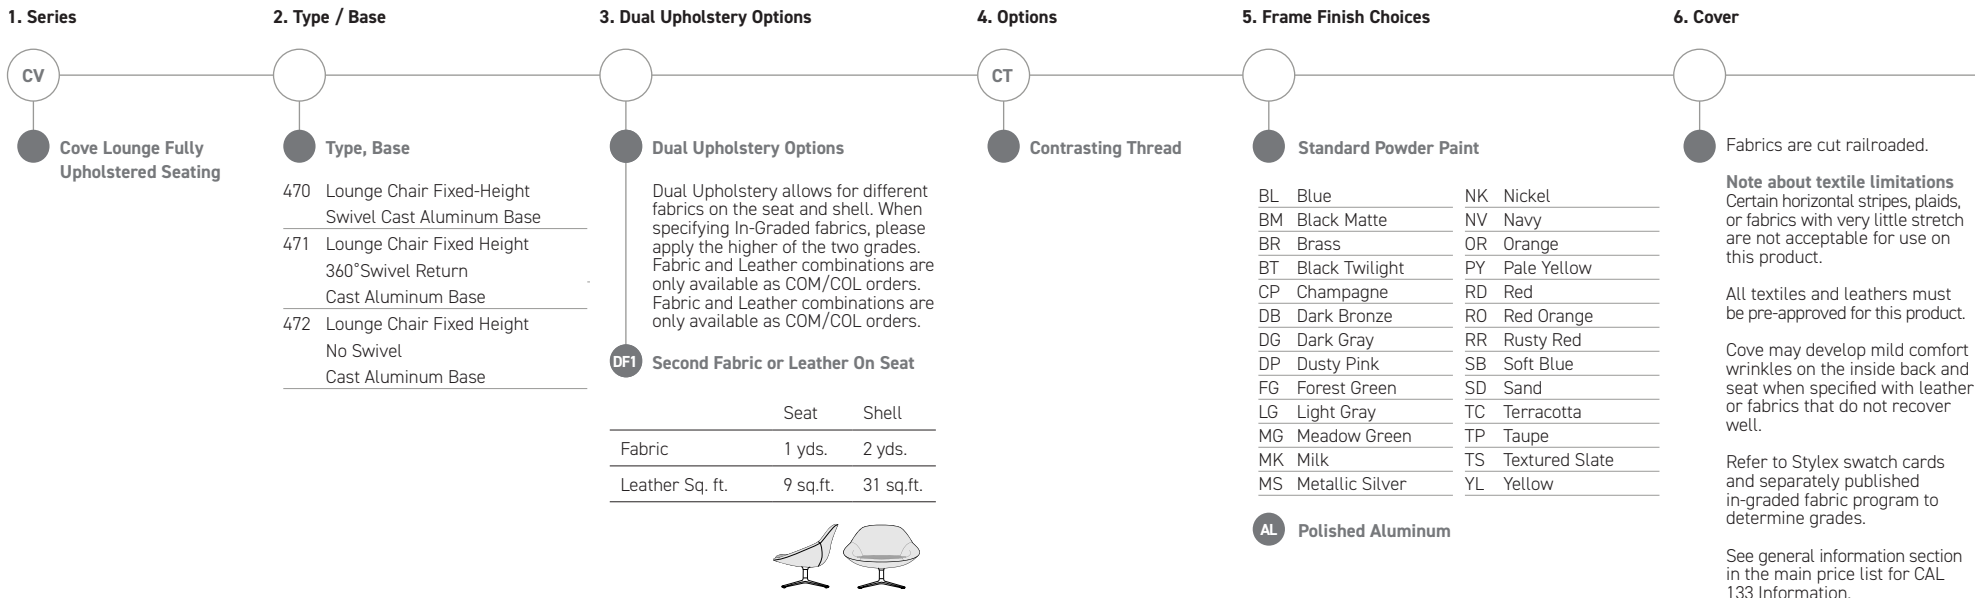 1. Series
CV
Cove Lounge Fully
Upholstered Seating
2. Type / Base
Type, Base
470 Lounge Chair Fixed-Height
Swivel Cast Aluminum Base
471 Lounge Chair Fixed Height
360°Swivel Return
Cast Aluminum Base
472 Lounge Chair Fixed Height
No Swivel
Cast Aluminum Base
3. Dual Upholstery Options
Dual Upholstery Options
Dual Upholstery allows for different
fabrics on the seat and shell. When
specifying In-Graded fabrics, please
apply the higher of the two grades.
Fabric and Leather combinations are
only available as COM/COL orders.
Fabric and Leather combinations are
only available as COM/COL orders.
DF1 Second Fabric or Leather On Seat
Seat Shell
Fabric 1 yds. 2 yds.
Leather Sq. ft. 9 sq.ft. 31 sq.ft.
4. Options
CT
Contrasting Thread
5. Frame Finish Choices
Standard Powder Paint
BL Blue
BM Black Matte
BR Brass
BT Black Twilight
CP Champagne
DB Dark Bronze
DG Dark Gray
DP Dusty Pink
FG Forest Green
LG Light Gray
MG Meadow Green
MK Milk
MS Metallic Silver
NK Nickel
NV Navy
OR Orange
PY Pale Yellow
RD Red
RO Red Orange
RR Rusty Red
SB Soft Blue
SD Sand
TC Terracotta
TP Taupe
TS Textured Slate
YL Yellow
AL Polished Aluminum
6. Cover
Fabrics are cut railroaded.
Note about textile limitations
Certain horizontal stripes, plaids,
or fabrics with very little stretch
are not acceptable for use on
this product.
All textiles and leathers must
be pre-approved for this product.
Cove may develop mild comfort
wrinkles on the inside back and
seat when specified with leather
or fabrics that do not recover
well.
Refer to Stylex swatch cards
and separately published
in-graded fabric program to
determine grades.
See general information section
in the main price list for CAL
133 Information.